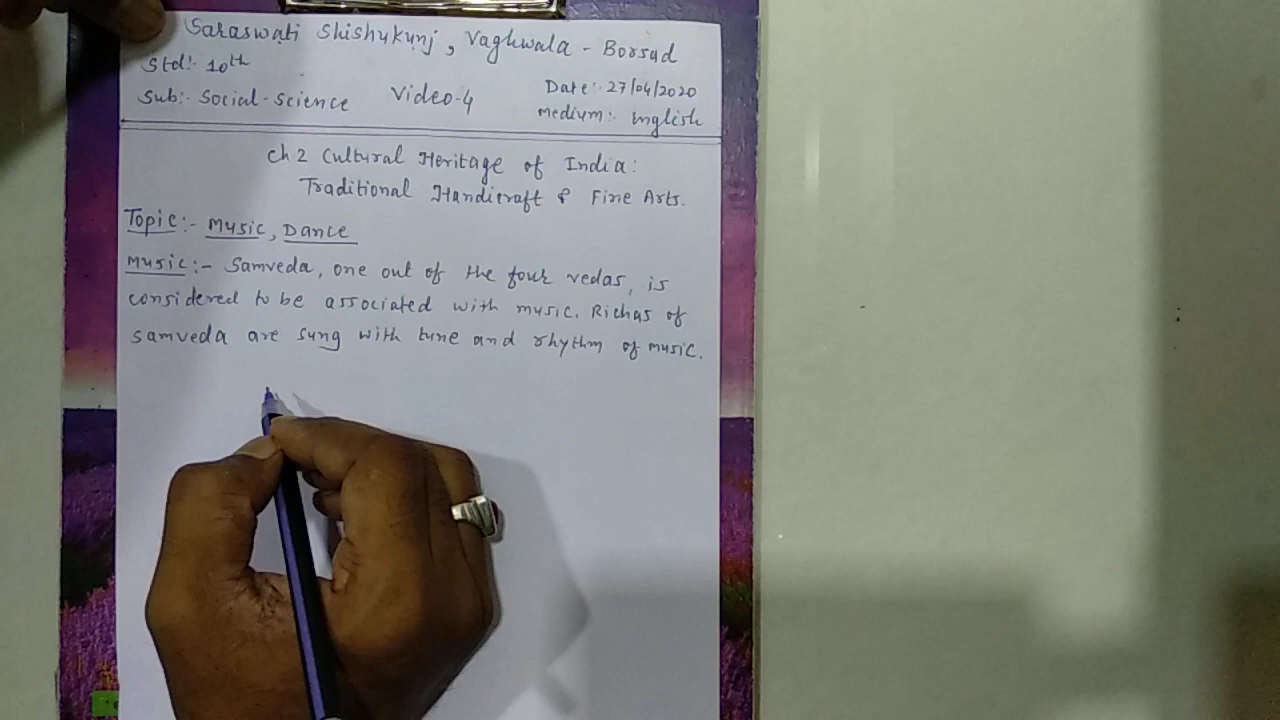 Saraswati Shishukunj, Vaghwala - Borsad
Std:- 10th
Date:- 27/04/2020
Sub:- Social-Science Video-4
Medium:- English
Ch 2 Cultural Heritage of India:
Traditional Handicraft & Fine Arts.
Topic:- Music, Dance
Music:- Samveda, one out of the four vedas, is
considered to be associated with music. Richas of
samveda are sung with tune and rhythm of music.